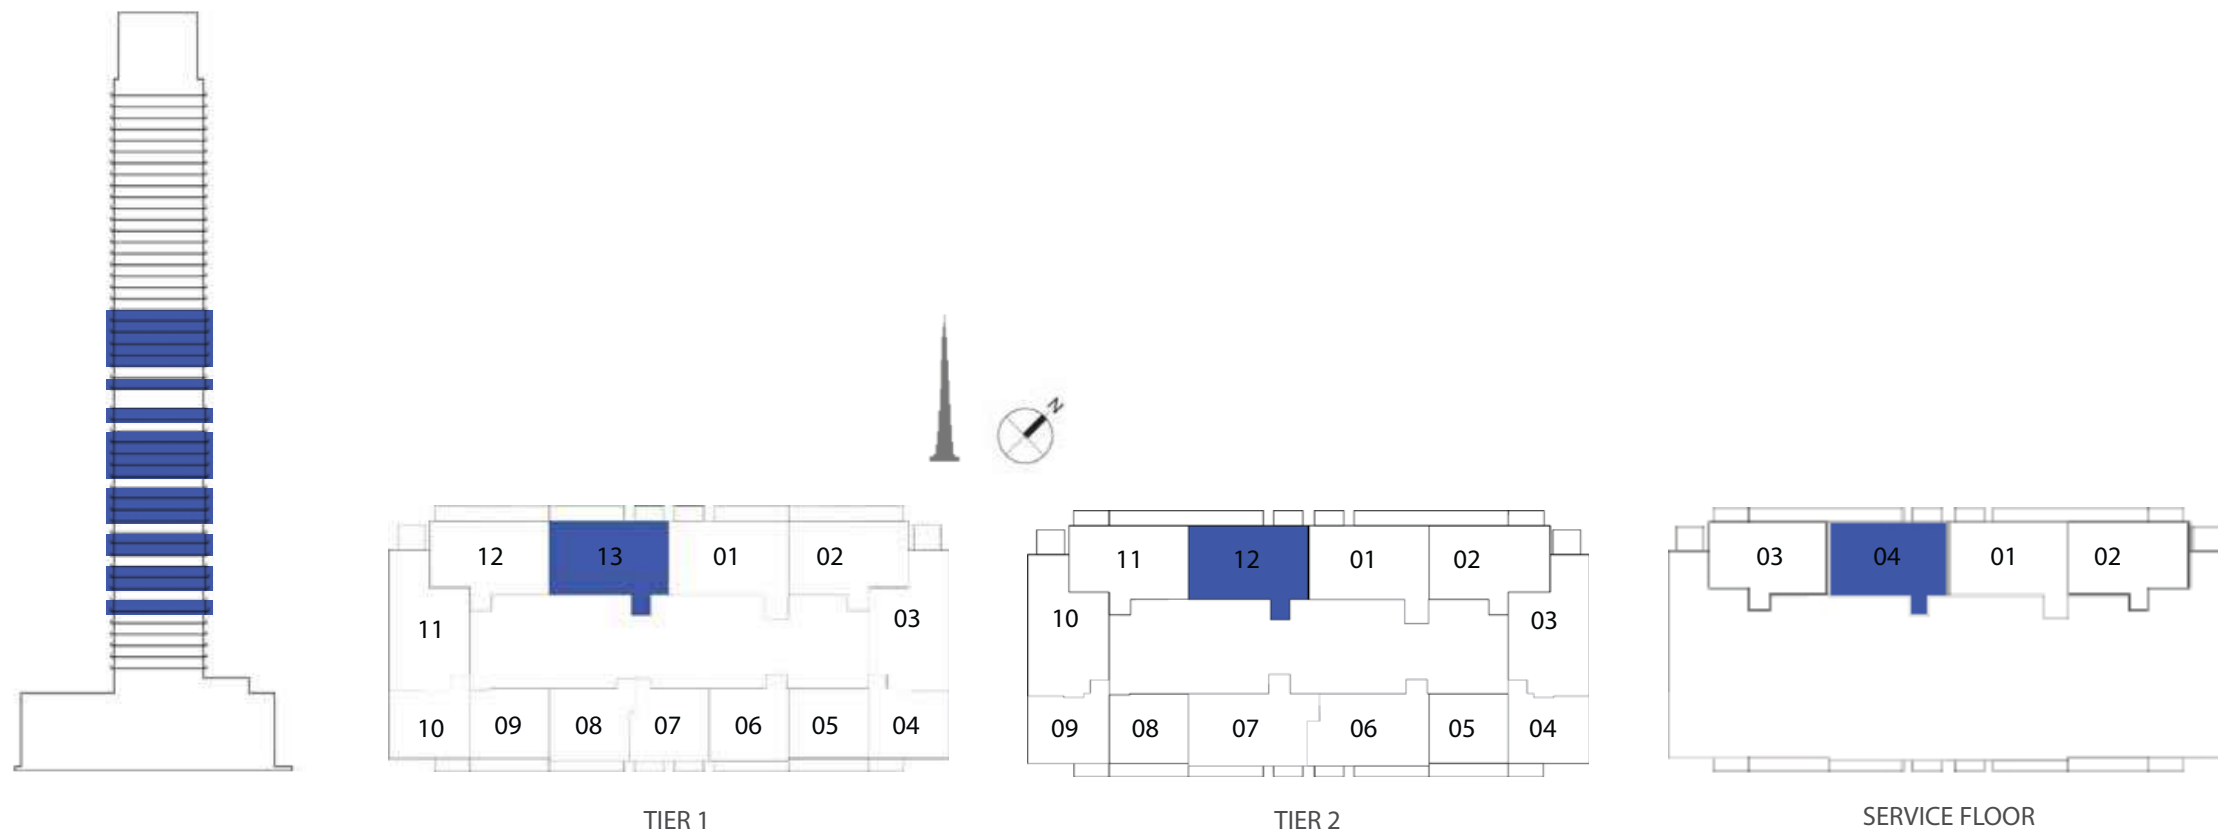 N
12 13 01 02
11 03
10 09 08 07 06 05 04
TIER 1
11 12 01 02
10 03
09 08 07 06 05 04
TIER 2
03 04 01 02
SERVICE FLOOR